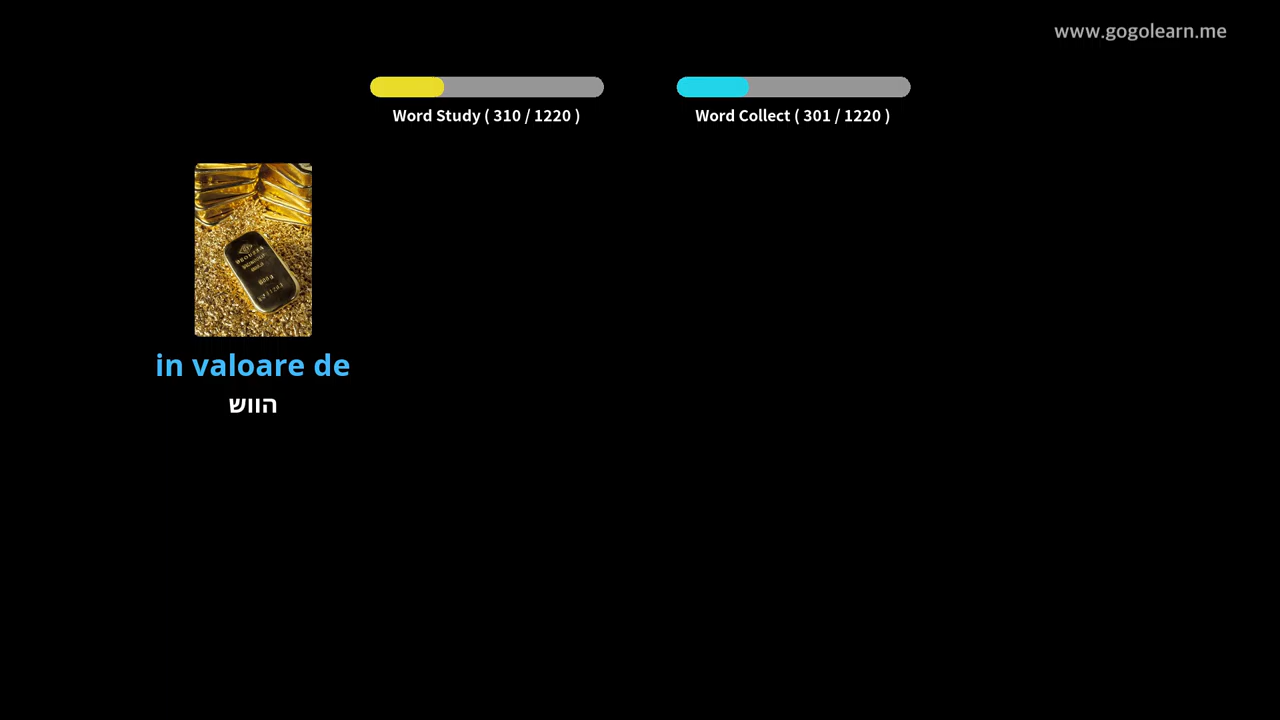 www.gogolearn.me
Word Study ( 310 / 1220 )
Word Collect ( 301 / 1220 )
in valoare de
הווש